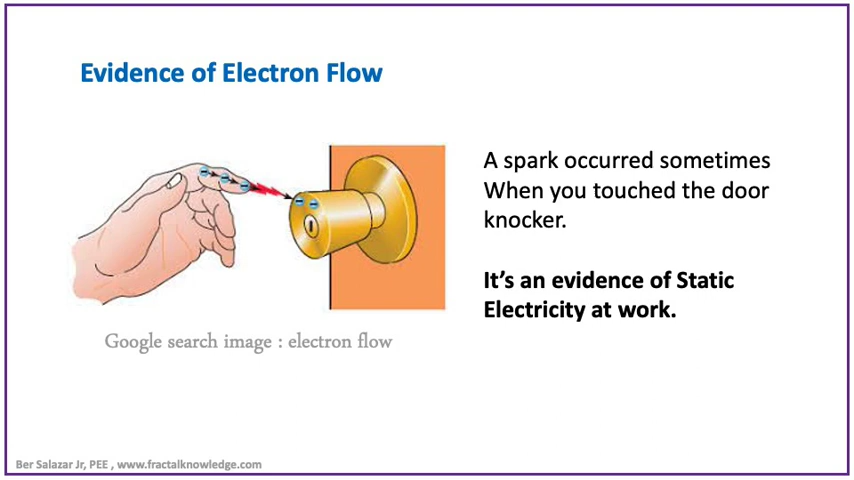 Evidence of Electron Flow
A spark occurred sometimes
When you touched the door
knocker.
It's an evidence of Static
Electricity at work.
Google search image : electron flow
Ber Salazar Jr, PEE , www.fractalknowledge.com